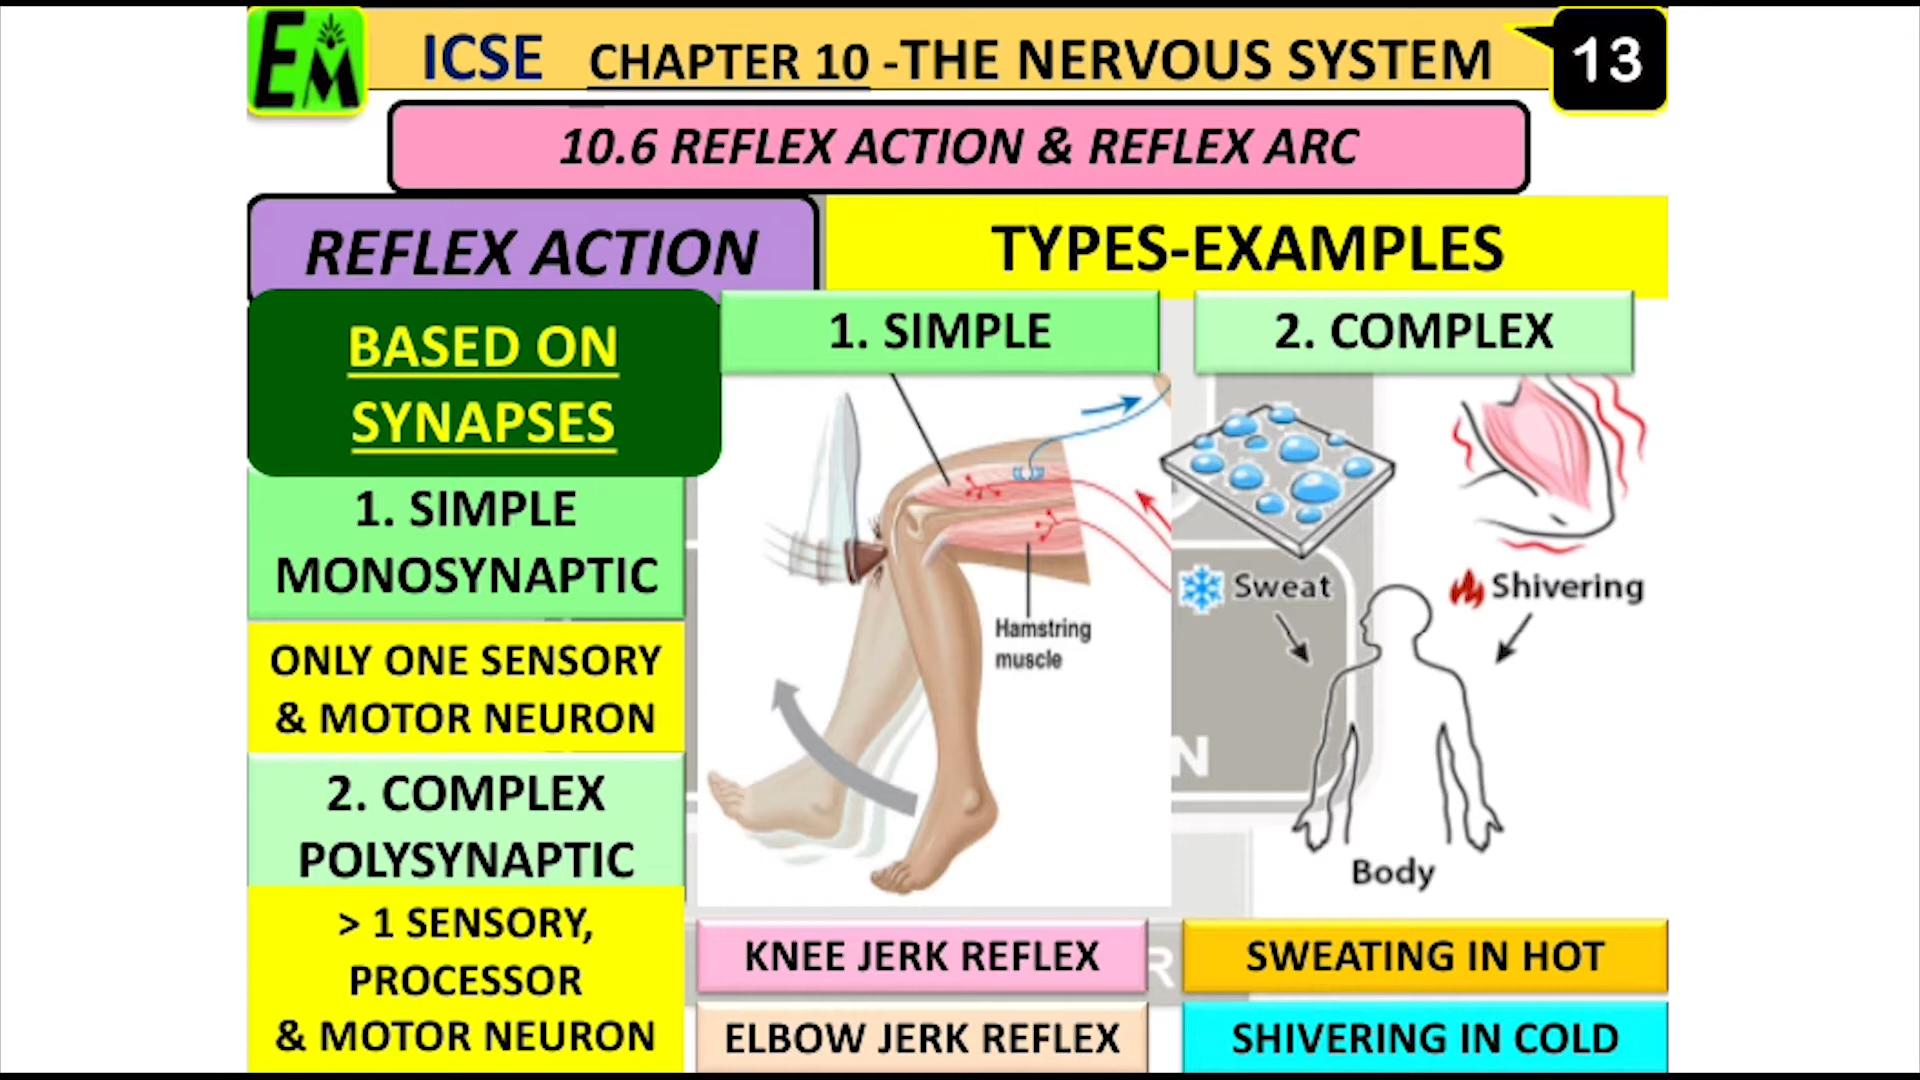 EM
ICSE CHAPTER 10 -THE NERVOUS SYSTEM
13
10.6 REFLEX ACTION & REFLEX ARC
REFLEX ACTION
TYPES-EXAMPLES
BASED ON
SYNAPSES
1. SIMPLE
2. COMPLEX
1. SIMPLE
MONOSYNAPTIC
ONLY ONE SENSORY
& MOTOR NEURON
2. COMPLEX
POLYSYNAPTIC
> 1 SENSORY,
PROCESSOR
& MOTOR NEURON
Hamstring
muscle
Sweat
Shivering
Body
KNEE JERK REFLEX
SWEATING IN HOT
ELBOW JERK REFLEX
SHIVERING IN COLD